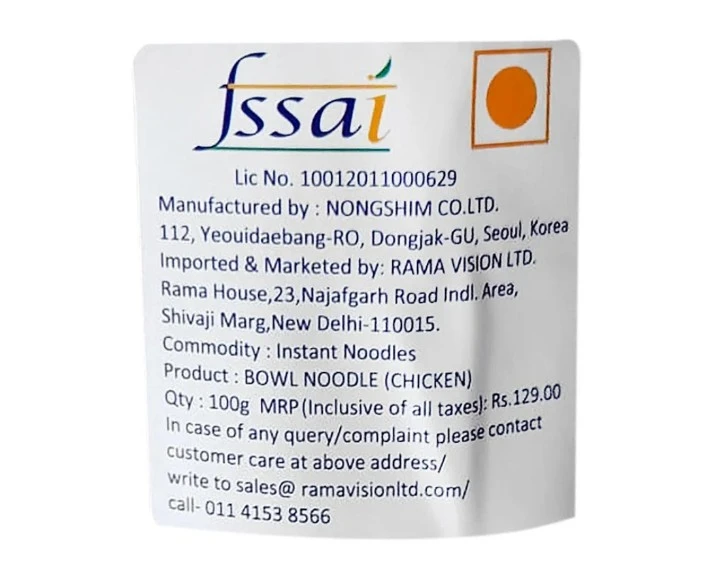 fssai
Lic No. 10012011000629
Manufactured by : NONGSHIM CO.LTD.
112, Yeouidaebang-RO, Dongjak-GU, Seoul, Korea
Imported & Marketed by: RAMA VISION LTD.
Rama House,23,Najafgarh Road Indl. Area,
Shivaji Marg,New Delhi-110015.
Commodity : Instant Noodles
Product : BOWL NOODLE (CHICKEN)
Qty : 100g MRP(Inclusive of all taxes): Rs.129.00
In case of any query/complaint please contact
customer care at above address/
write to sales@ ramavisionltd.com/
call- 011 4153 8566